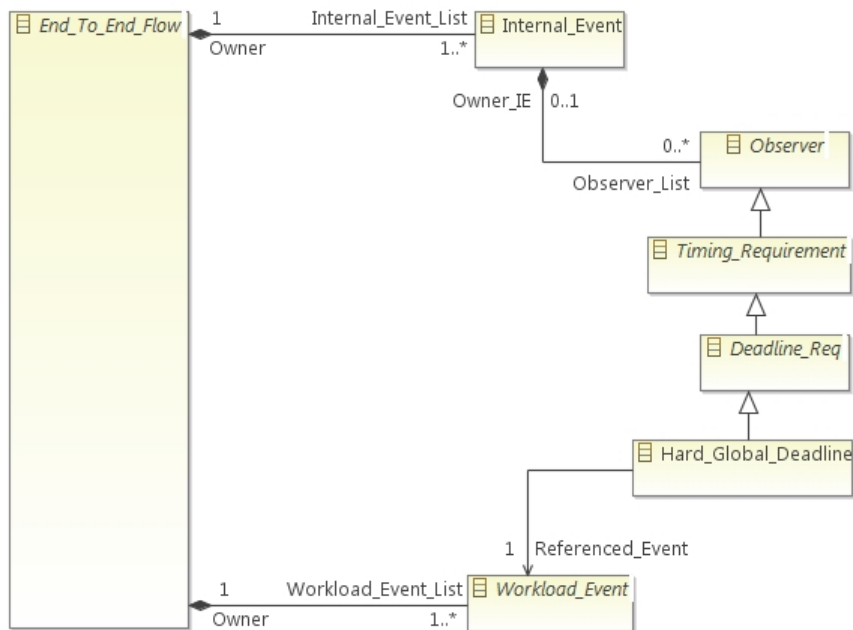 End_To_End_Flow
1
Internal_Event_List
Owner
1..*
Internal_Event
Owner_IE
0..1
0..*
Observer_List
Observer
Timing_Requirement
Deadline_Req
Hard_Global_Deadline
1
Referenced_Event
1
Workload_Event_List
Owner
1..*
Workload_Event